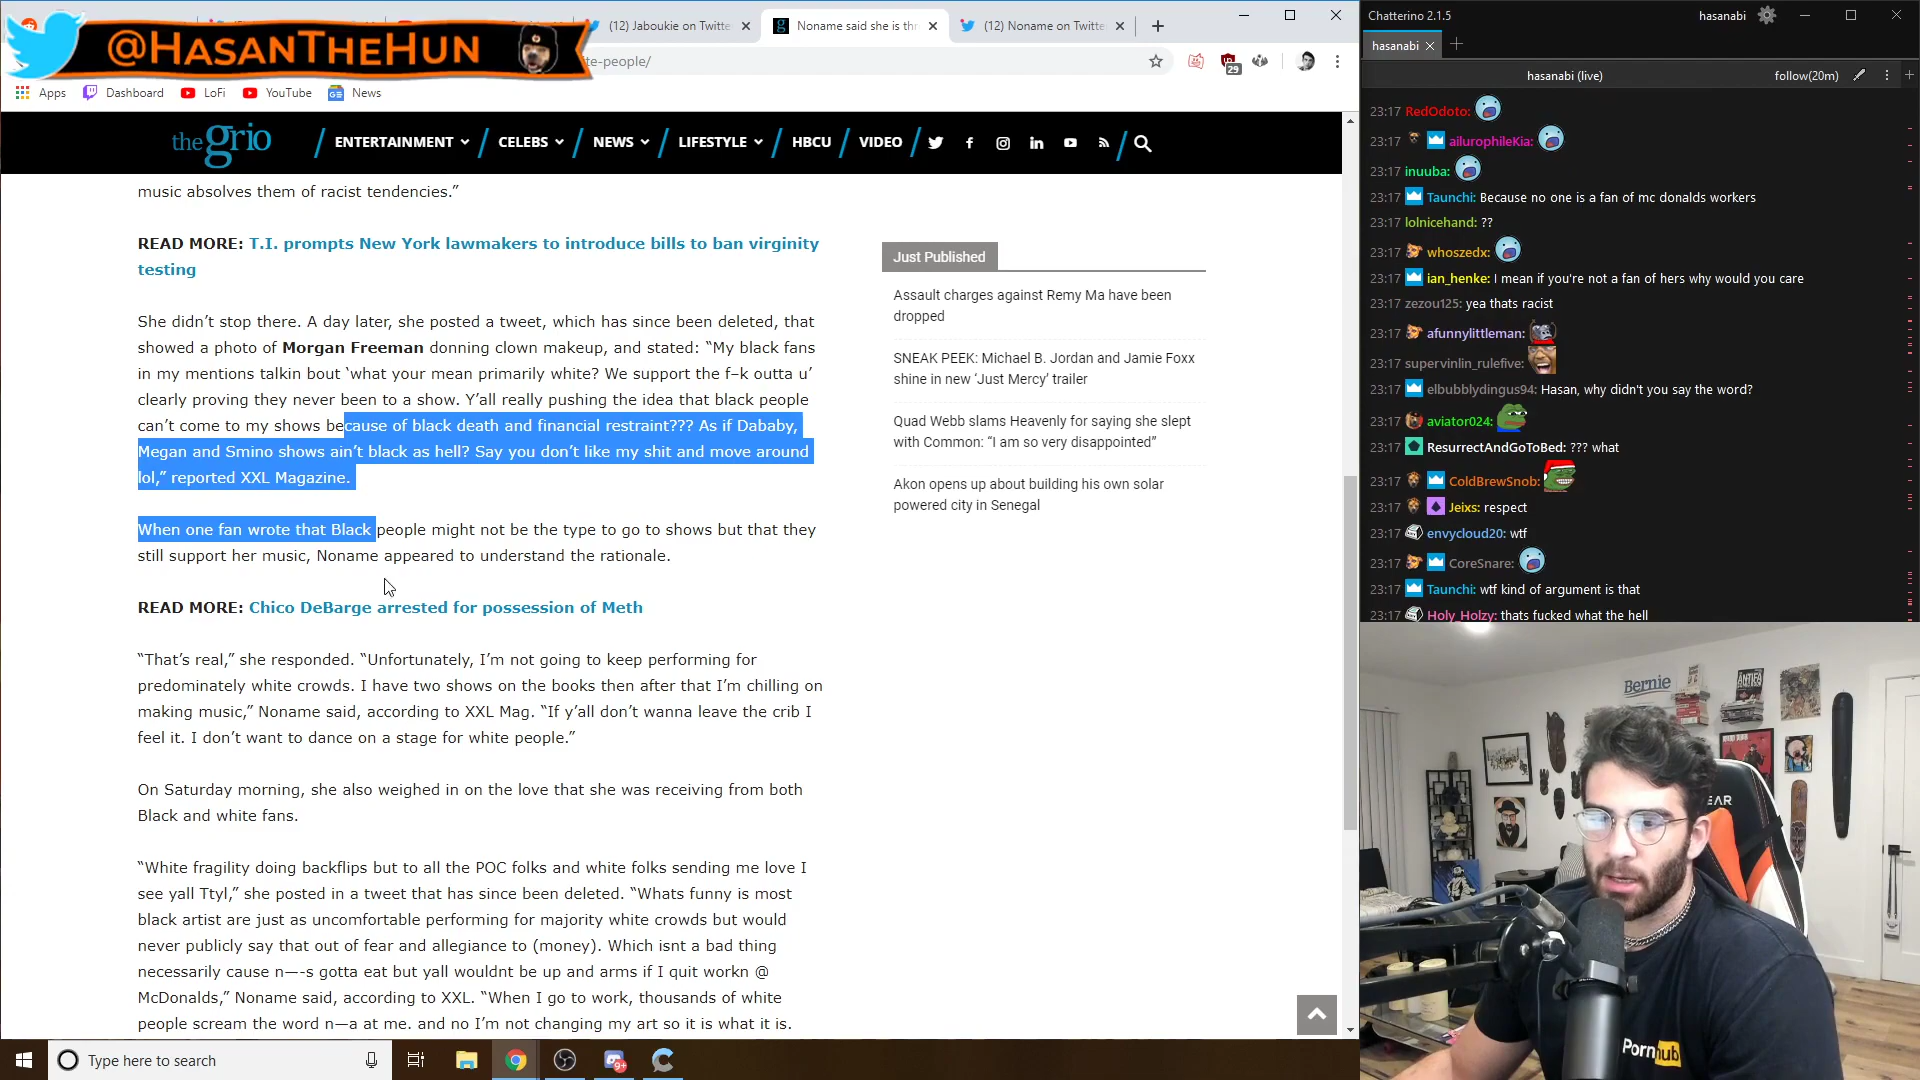 @HasanTheHun
(12) Jaboukie on Twitte
Noname said she is thr
(12) Noname on Twitte
te-people/
29
Apps
Dashboard
LoFi
YouTube
News
the grio
ENTERTAINMENT
CELEBS
NEWS
LIFESTYLE
HBCU
VIDEO
music absolves them of racist tendencies.”
READ MORE: T.I. prompts New York lawmakers to introduce bills to ban virginity
testing
She didn’t stop there. A day later, she posted a tweet, which has since been deleted, that
showed a photo of Morgan Freeman donning clown makeup, and stated: “My black fans
in my mentions talkin bout ‘what your mean primarily white? We support the f–k outta u’
clearly proving they never been to a show. Y’all really pushing the idea that black people
can’t come to my shows because of black death and financial restraint??? As if Dababy,
Megan and Smino shows ain’t black as hell? Say you don’t like my shit and move around
lol,” reported XXL Magazine.
When one fan wrote that Black people might not be the type to go to shows but that they
still support her music, Noname appeared to understand the rationale.
READ MORE: Chico DeBarge arrested for possession of Meth
“That’s real,” she responded. “Unfortunately, I’m not going to keep performing for
predominately white crowds. I have two shows on the books then after that I’m chilling on
making music,” Noname said, according to XXL Mag. “If y’all don’t wanna leave the crib I
feel it. I don’t want to dance on a stage for white people.”
On Saturday morning, she also weighed in on the love that she was receiving from both
Black and white fans.
“White fragility doing backflips but to all the POC folks and white folks sending me love I
see yall Ttyl,” she posted in a tweet that has since been deleted. “Whats funny is most
black artist are just as uncomfortable performing for majority white crowds but would
never publicly say that out of fear and allegiance to (money). Which isnt a bad thing
necessarily cause n—-s gotta eat but yall wouldnt be up and arms if I quit workn @
McDonalds,” Noname said, according to XXL. “When I go to work, thousands of white
people scream the word n—a at me. and no I’m not changing my art so it is what it is.
Just Published
Assault charges against Remy Ma have been
dropped
SNEAK PEEK: Michael B. Jordan and Jamie Foxx
shine in new ‘Just Mercy’ trailer
Quad Webb slams Heavenly for saying she slept
with Common: “I am so very disappointed”
Akon opens up about building his own solar
powered city in Senegal
Type here to search
9+
Chatterino 2.1.5
hasanabi
hasanabi
hasanabi (live)
follow(20m)
23:17 RedOdoto:
23:17 ailurophileKia:
23:17 inuuba:
23:17 Taunchi: Because no one is a fan of mc donalds workers
23:17 lolnicehand: ??
23:17 whoszedx:
23:17 ian_henke: I mean if you're not a fan of hers why would you care
23:17 zezou125: yea thats racist
23:17 afunnylittleman:
23:17 supervinlin_rulefive:
23:17 elbubblydingus94: Hasan, why didn't you say the word?
23:17 aviator024:
23:17 ResurrectAndGoToBed: ??? what
23:17 ColdBrewSnob:
23:17 Jeixs: respect
23:17 envycloud20: wtf
23:17 CoreSnare:
23:17 Taunchi: wtf kind of argument is that
23:17 Holy_Holzy: thats fucked what the hell
Bernie
ANTIFA
EAR
Pornhub